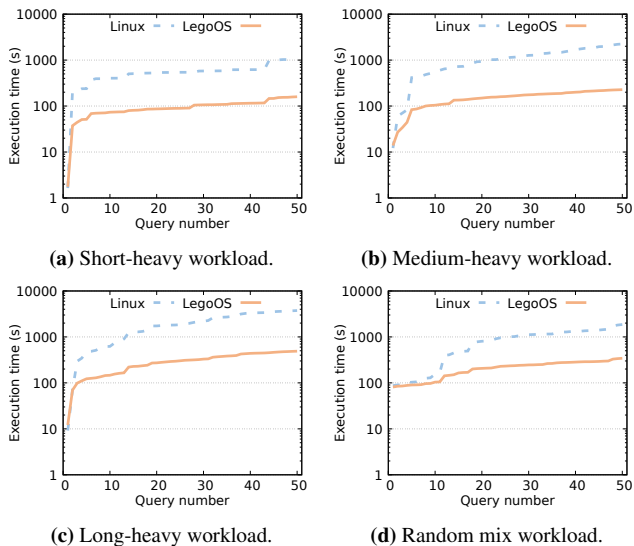 Linux LegoOS
Execution time (s)
10000
1000
100
10
1
0 10 20 30 40 50
Query number
(a) Short-heavy workload.
Linux LegoOS
Execution time (s)
10000
1000
100
10
1
0 10 20 30 40 50
Query number
(b) Medium-heavy workload.
Linux LegoOS
Execution time (s)
10000
1000
100
10
1
0 10 20 30 40 50
Query number
(c) Long-heavy workload.
Linux LegoOS
Execution time (s)
10000
1000
100
10
1
0 10 20 30 40 50
Query number
(d) Random mix workload.